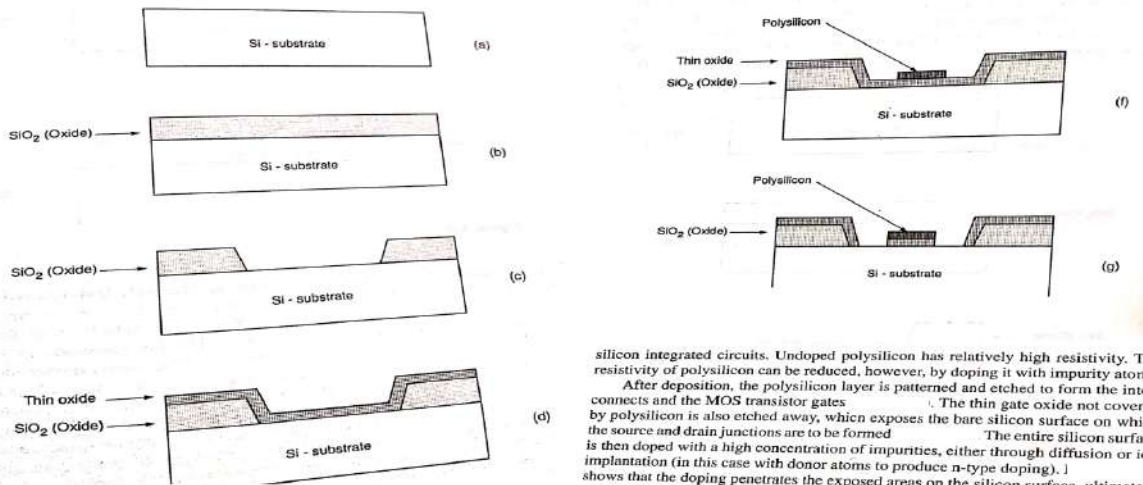 Si - substrate
(a)
SiO2 (Oxide)
Si - substrate
(b)
SiO2 (Oxide)
Si - substrate
(c)
Thin oxide
SiO2 (Oxide)
Si - substrate
(d)
Polysilicon
Thin oxide
SiO2 (Oxide)
Si - substrate
(f)
Polysilicon
SiO2 (Oxide)
Si - substrate
(g)
silicon integrated circuits. Undoped polysilicon has relatively high resistivity. T
resistivity of polysilicon can be reduced, however, by doping it with impurity atom
After deposition, the polysilicon layer is patterned and etched to form the inte
connects and the MOS transistor gates . The thin gate oxide not cover
by polysilicon is also etched away, which exposes the bare silicon surface on whi
the source and drain junctions are to be formed The entire silicon surfa
is then doped with a high concentration of impurities, either through diffusion or i
implantation (in this case with donor atoms to produce n-type doping).
shows that the doping penetrates the exposed areas on the silicon surface,